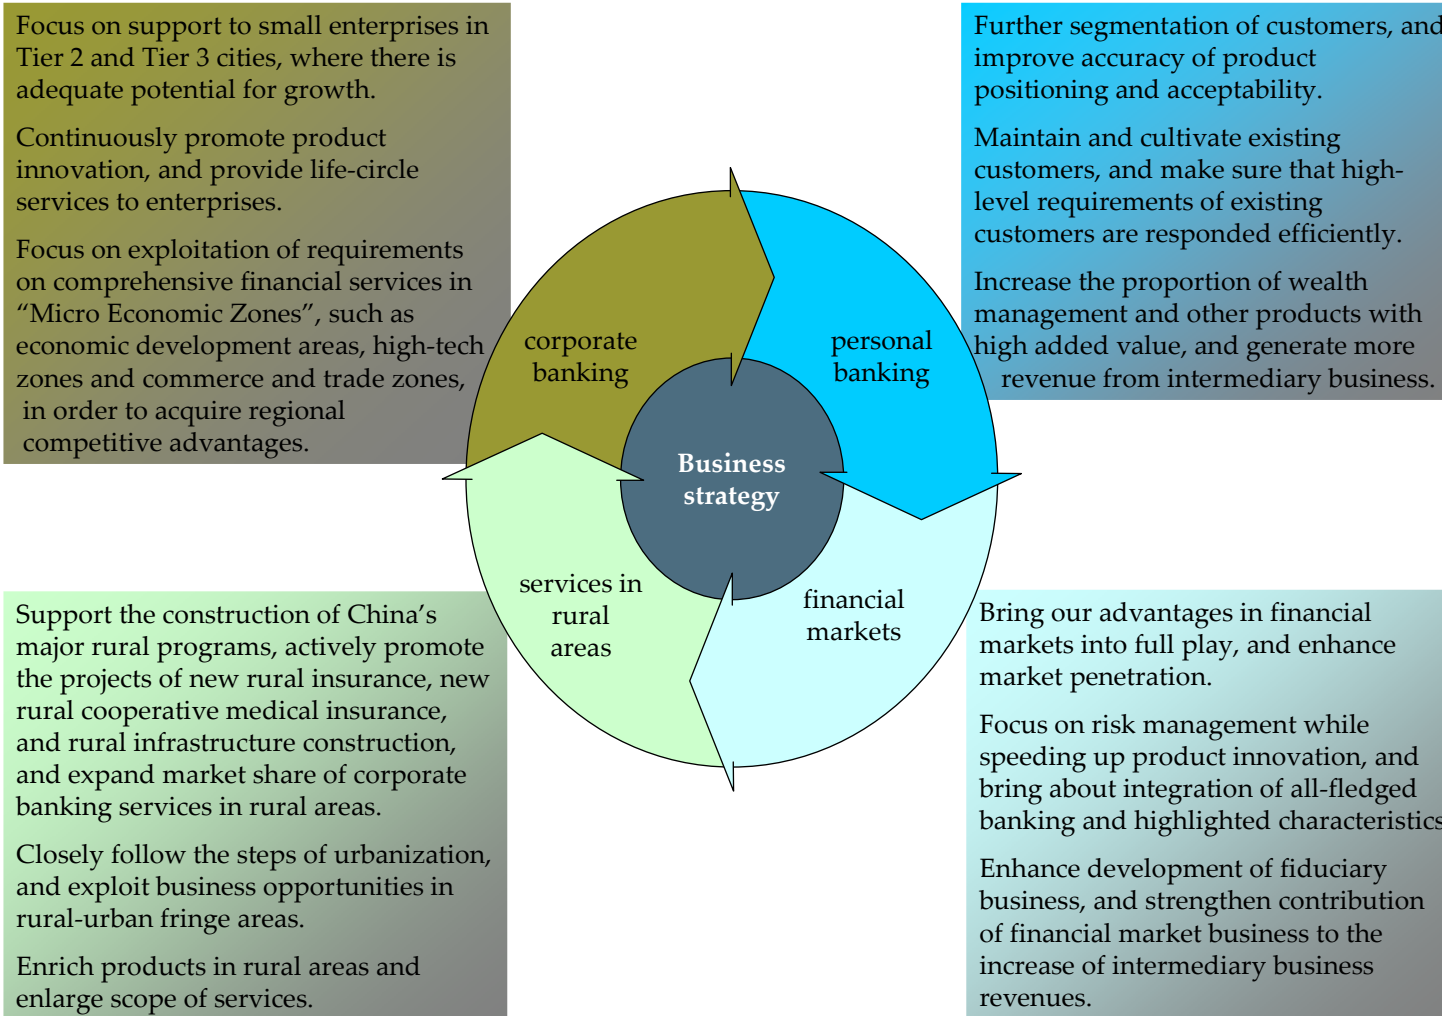 Focus on support to small enterprises in
Tier 2 and Tier 3 cities, where there is
adequate potential for growth.
Continuously promote product
innovation, and provide life-circle
services to enterprises.
Focus on exploitation of requirements
on comprehensive financial services in
“Micro Economic Zones”, such as
economic development areas, high-tech
zones and commerce and trade zones,
in order to acquire regional
competitive advantages.
Further segmentation of customers, and
improve accuracy of product
positioning and acceptability.
Maintain and cultivate existing
customers, and make sure that high-
level requirements of existing
customers are responded efficiently.
Increase the proportion of wealth
management and other products with
high added value, and generate more
revenue from intermediary business.
corporate
banking
personal
banking
Business
strategy
services in
rural
areas
financial
markets
Support the construction of China’s
major rural programs, actively promote
the projects of new rural insurance, new
rural cooperative medical insurance,
and rural infrastructure construction,
and expand market share of corporate
banking services in rural areas.
Closely follow the steps of urbanization,
and exploit business opportunities in
rural-urban fringe areas.
Enrich products in rural areas and
enlarge scope of services.
Bring our advantages in financial
markets into full play, and enhance
market penetration.
Focus on risk management while
speeding up product innovation, and
bring about integration of all-fledged
banking and highlighted characteristics
Enhance development of fiduciary
business, and strengthen contribution
of financial market business to the
increase of intermediary business
revenues.